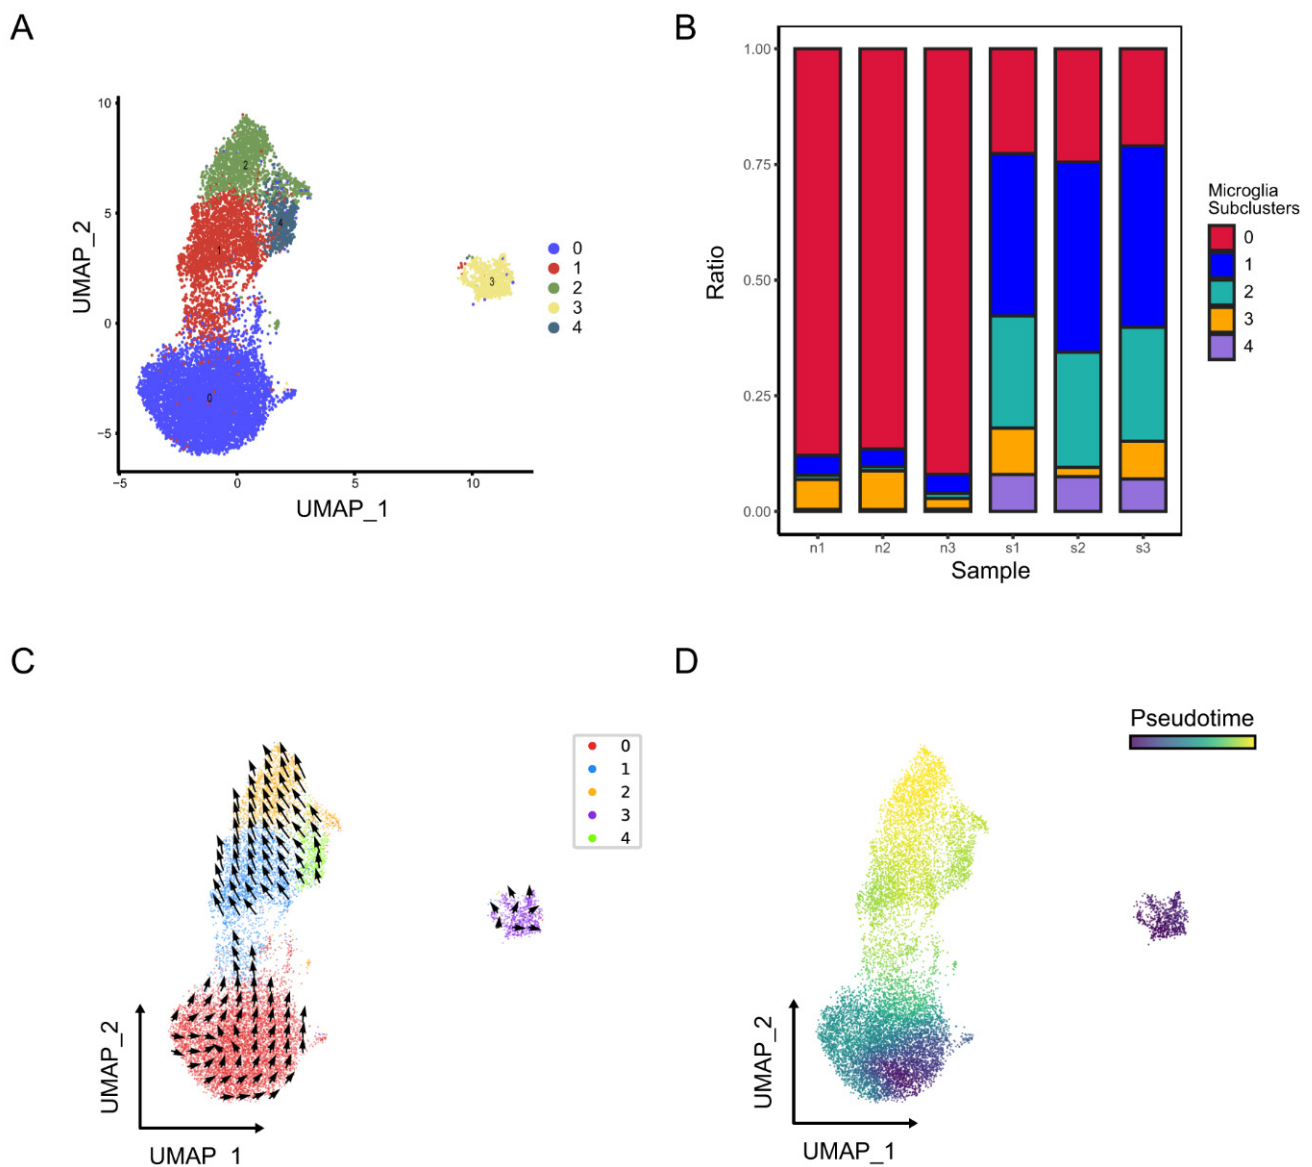 A
10
5
0
−5
−5
0
5
10
UMAP_2
UMAP_1
0
1
2
3
4
0
1
2
3
4
B
1.00
0.75
0.50
0.25
0.00
Ratio
n1
n2
n3
s1
s2
s3
Sample
Microglia
Subclusters
0
1
2
3
4
C
0
1
2
3
4
UMAP_2
UMAP_1
D
Pseudotime
UMAP_2
UMAP_1